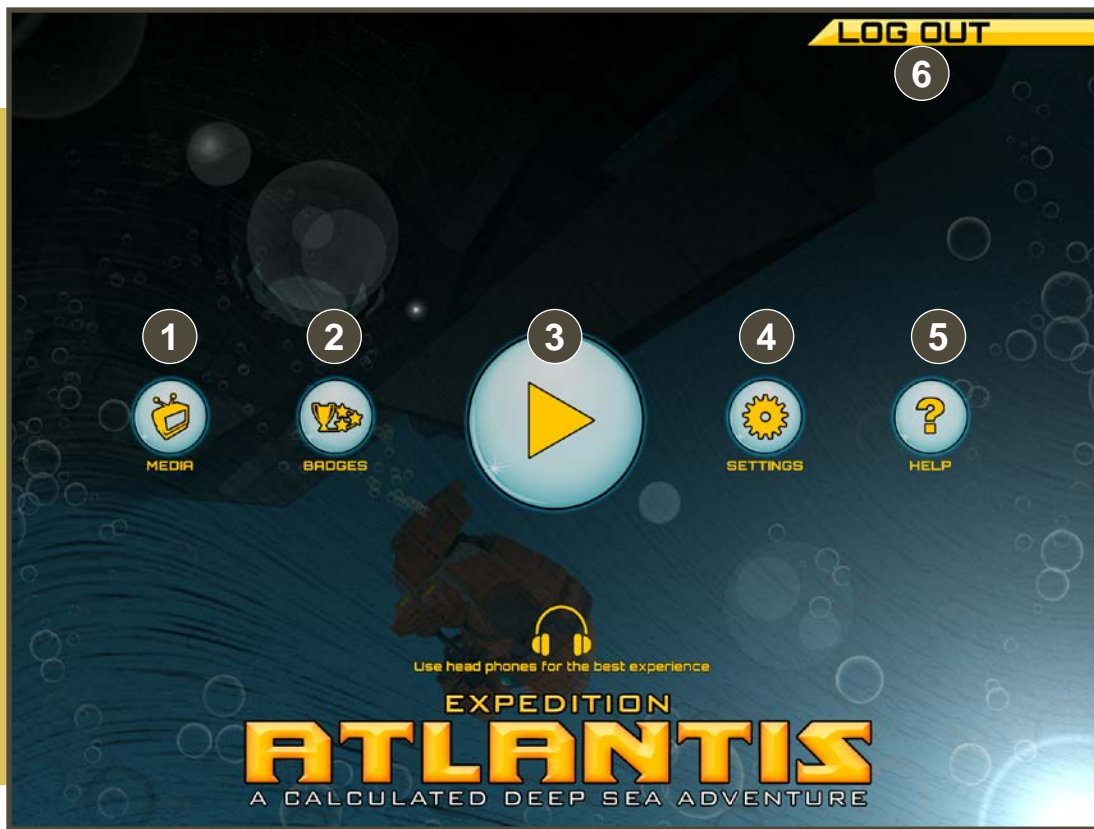 LOG OUT
6
1
2
3
4
5
MEDIA
BADGES
SETTINGS
?
HELP
Use head phones for the best experience
EXPEDITION
ATLANTIS
A CALCULATED DEEP SEA ADVENTURE